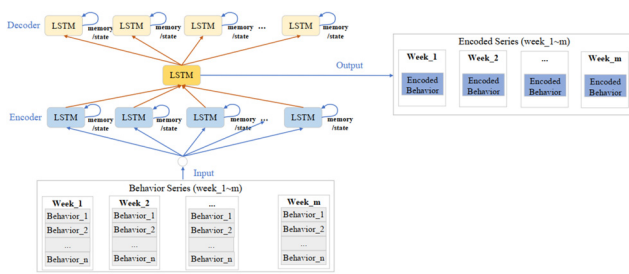 Decoder
LSTM LSTM LSTM LSTM
memory /state memory /state memory /state ...
LSTM
Output
Encoded Series (week_1~m)
Week_1 Week_2 ... Week_m
Encoded Behavior Encoded Behavior Encoded Behavior Encoded Behavior
Encoder
LSTM LSTM LSTM LSTM
memory /state memory /state memory /state ... memory /state
Input
Behavior Series (week_1~m)
Week_1 Week_2 ... Week_m
Behavior_1 Behavior_1 Behavior_1 Behavior_1
Behavior_2 Behavior_2 Behavior_2 Behavior_2
... ... ... ...
Behavior_n Behavior_n Behavior_n Behavior_n